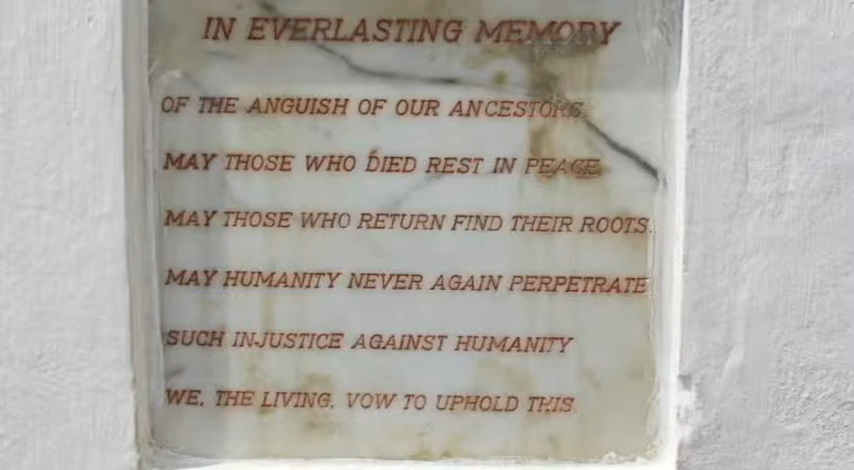 IN EVERLASTING MEMORY
OF THE ANGUISH OF OUR ANCESTORS.
MAY THOSE WHO DIED REST IN PEACE.
MAY THOSE WHO RETURN FIND THEIR ROOTS.
MAY HUMANITY NEVER AGAIN PERPETRATE
SUCH INJUSTICE AGAINST HUMANITY
WE, THE LIVING, VOW TO UPHOLD THIS.